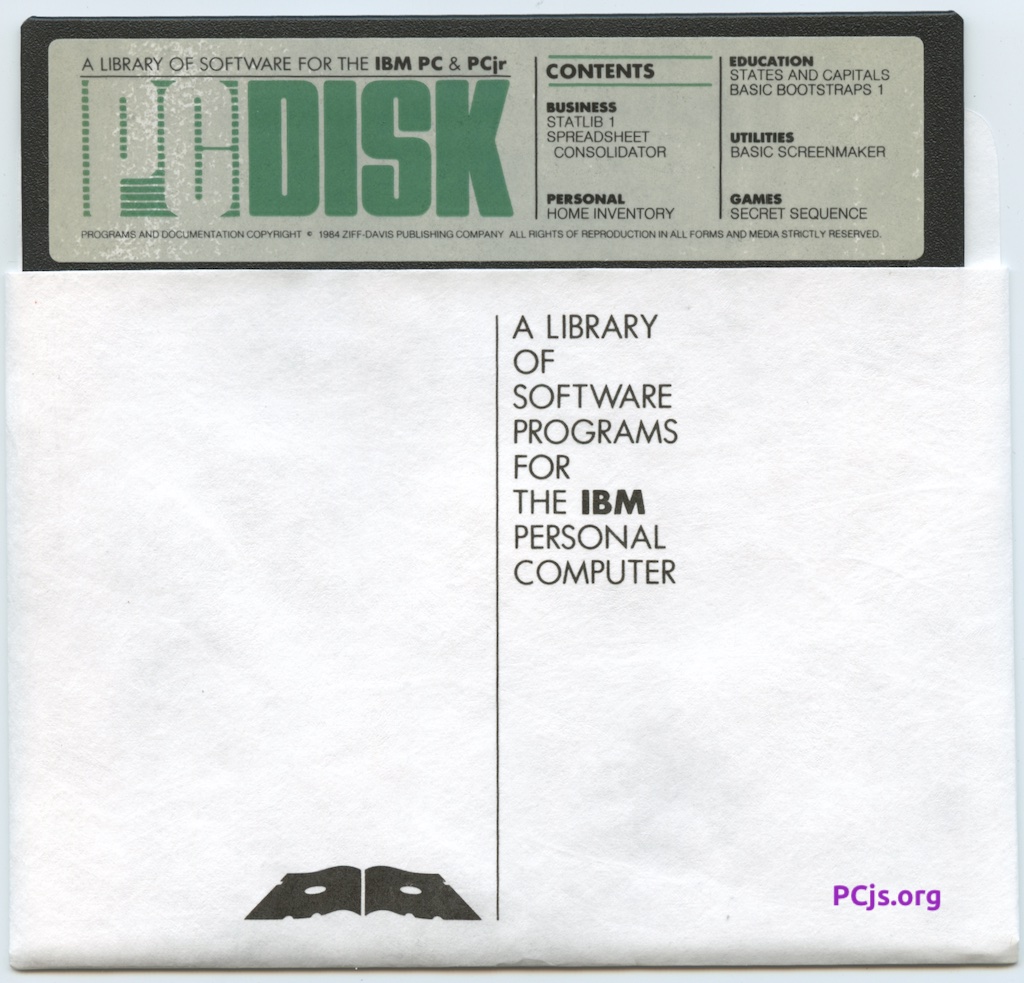 A LIBRARY OF SOFTWARE FOR THE IBM PC & PCjr
PC DISK
CONTENTS
BUSINESS
STATLIB 1
SPREADSHEET
CONSOLIDATOR
PERSONAL
HOME INVENTORY
EDUCATION
STATES AND CAPITALS
BASIC BOOTSTRAPS 1
UTILITIES
BASIC SCREENMAKER
GAMES
SECRET SEQUENCE
PROGRAMS AND DOCUMENTATION COPYRIGHT © 1984 ZIFF-DAVIS PUBLISHING COMPANY ALL RIGHTS OF REPRODUCTION IN ALL FORMS AND MEDIA STRICTLY RESERVED.
A LIBRARY
OF
SOFTWARE
PROGRAMS
FOR
THE IBM
PERSONAL
COMPUTER
PCjs.org